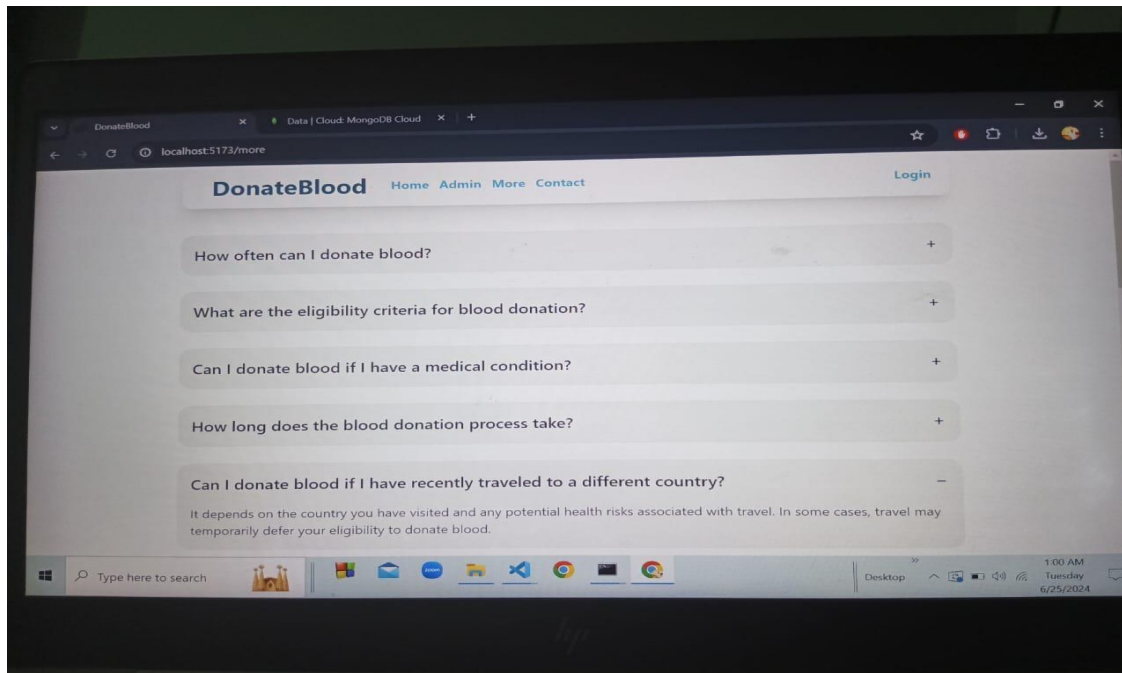 DonateBlood
Data | Cloud: MongoDB Cloud
localhost:5173/more
DonateBlood Home Admin More Contact Login
How often can I donate blood? +
What are the eligibility criteria for blood donation? +
Can I donate blood if I have a medical condition? +
How long does the blood donation process take? +
Can I donate blood if I have recently traveled to a different country? −
It depends on the country you have visited and any potential health risks associated with travel. In some cases, travel may
temporarily defer your eligibility to donate blood.
Type here to search
zoom
Desktop
1:00 AM
Tuesday
6/25/2024
hp